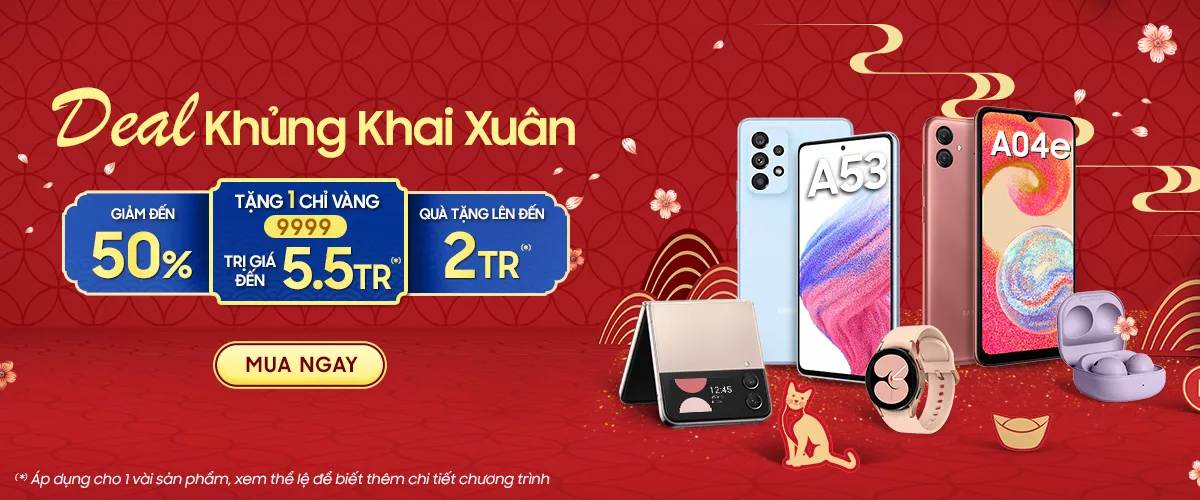 Deal Khủng Khai Xuân
GIẢM ĐẾN
50%
TẶNG 1 CHỈ VÀNG
9999
TRỊ GIÁ
ĐẾN
5.5TR(*)
QUÀ TẶNG LÊN ĐẾN
2TR(*)
MUA NGAY
A53
A04e
12:45
(*) Áp dụng cho 1 vài sản phẩm, xem thể lệ để biết thêm chi tiết chương trình